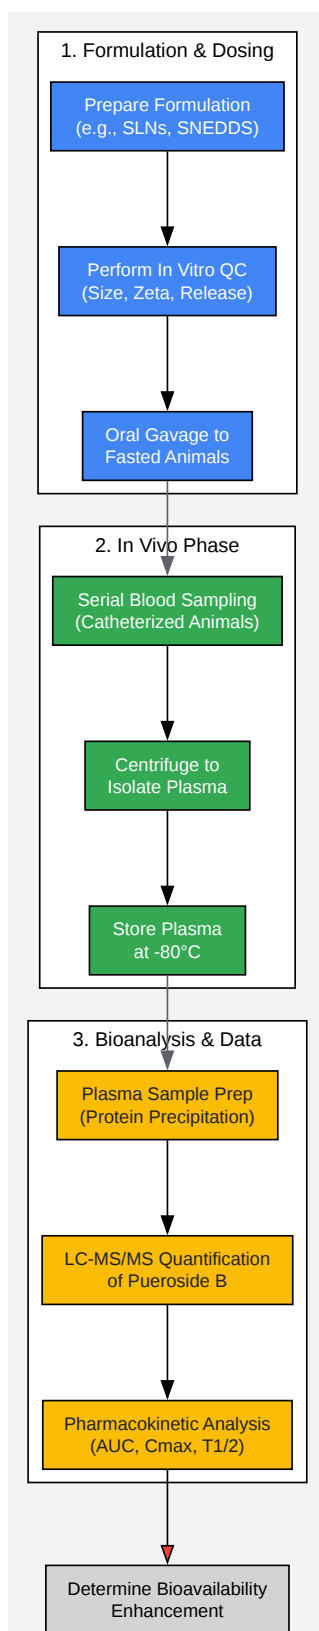 1. Formulation & Dosing
Prepare Formulation
(e.g., SLNs, SNEDDS)
Perform In Vitro QC
(Size, Zeta, Release)
Oral Gavage to
Fasted Animals
2. In Vivo Phase
Serial Blood Sampling
(Catheterized Animals)
Centrifuge to
Isolate Plasma
Store Plasma
at -80°C
3. Bioanalysis & Data
Plasma Sample Prep
(Protein Precipitation)
LC-MS/MS Quantification
of Pueroside B
Pharmacokinetic Analysis
(AUC, Cmax, T1/2)
Determine Bioavailability
Enhancement